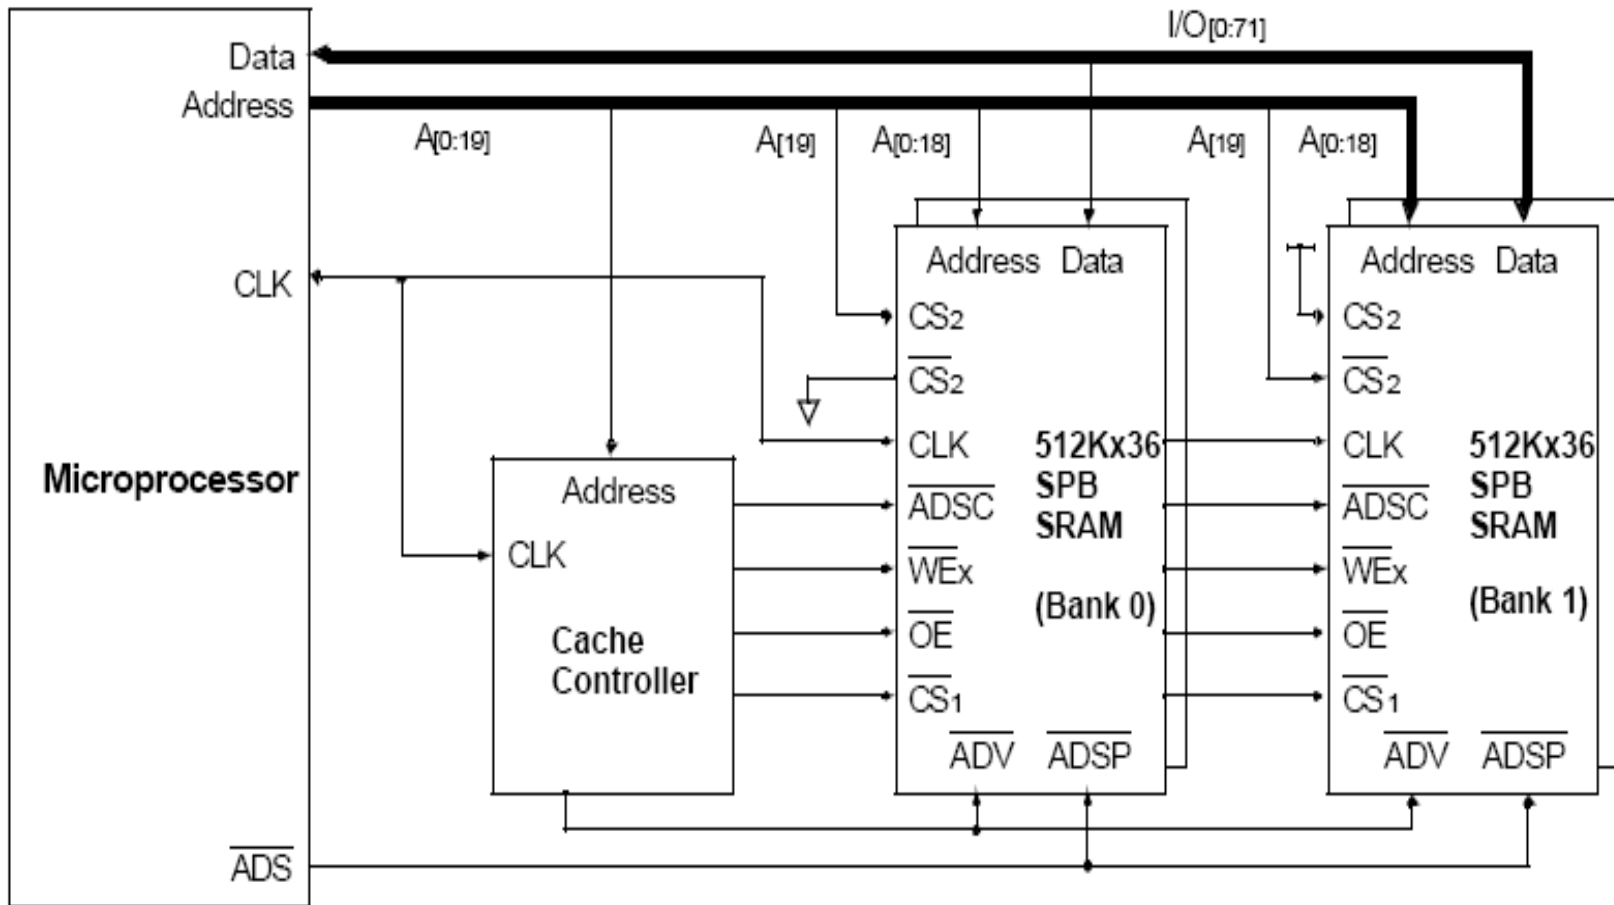 I/O[0:71]
Data
Address
A[0:19]
A[19]
A[0:18]
A[19]
A[0:18]
CLK
Microprocessor
ADS
Address
CLK
Cache
Controller
Address Data
CS2
CS2
CLK
ADSC
WEx
OE
CS1
ADV ADSP
512Kx36
SPB
SRAM
(Bank 0)
Address Data
CS2
CS2
CLK
ADSC
WEx
OE
CS1
ADV ADSP
512Kx36
SPB
SRAM
(Bank 1)